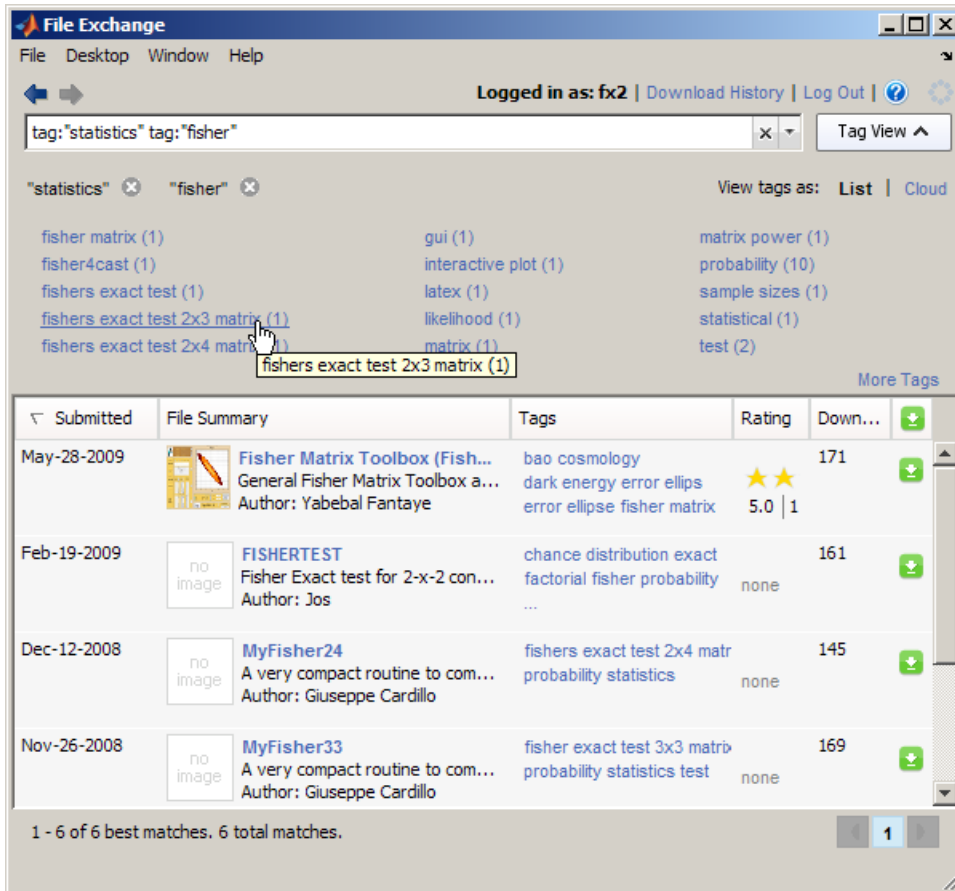 File Exchange
File Desktop Window Help
Logged in as: fx2 | Download History | Log Out | ?
tag:"statistics" tag:"fisher"
Tag View
"statistics" "fisher" View tags as: List | Cloud
fisher matrix (1) gui (1) matrix power (1)
fisher4cast (1) interactive plot (1) probability (10)
fishers exact test (1) latex (1) sample sizes (1)
fishers exact test 2x3 matrix (1) likelihood (1) statistical (1)
fishers exact test 2x4 matrix (1) matrix (1) test (2)
fishers exact test 2x3 matrix (1)
More Tags
Submitted File Summary Tags Rating Down...
May-28-2009 Fisher Matrix Toolbox (Fish... bao cosmology 171
General Fisher Matrix Toolbox a... dark energy error ellips
Author: Yabebal Fantaye error ellipse fisher matrix 5.0 | 1
Feb-19-2009 no image FISHERTEST chance distribution exact 161
Fisher Exact test for 2-x-2 con... factorial fisher probability none
Author: Jos ...
Dec-12-2008 no image MyFisher24 fishers exact test 2x4 matr 145
A very compact routine to com... probability statistics none
Author: Giuseppe Cardillo
Nov-26-2008 no image MyFisher33 fisher exact test 3x3 matrix 169
A very compact routine to com... probability statistics test none
Author: Giuseppe Cardillo
1 - 6 of 6 best matches. 6 total matches. 1